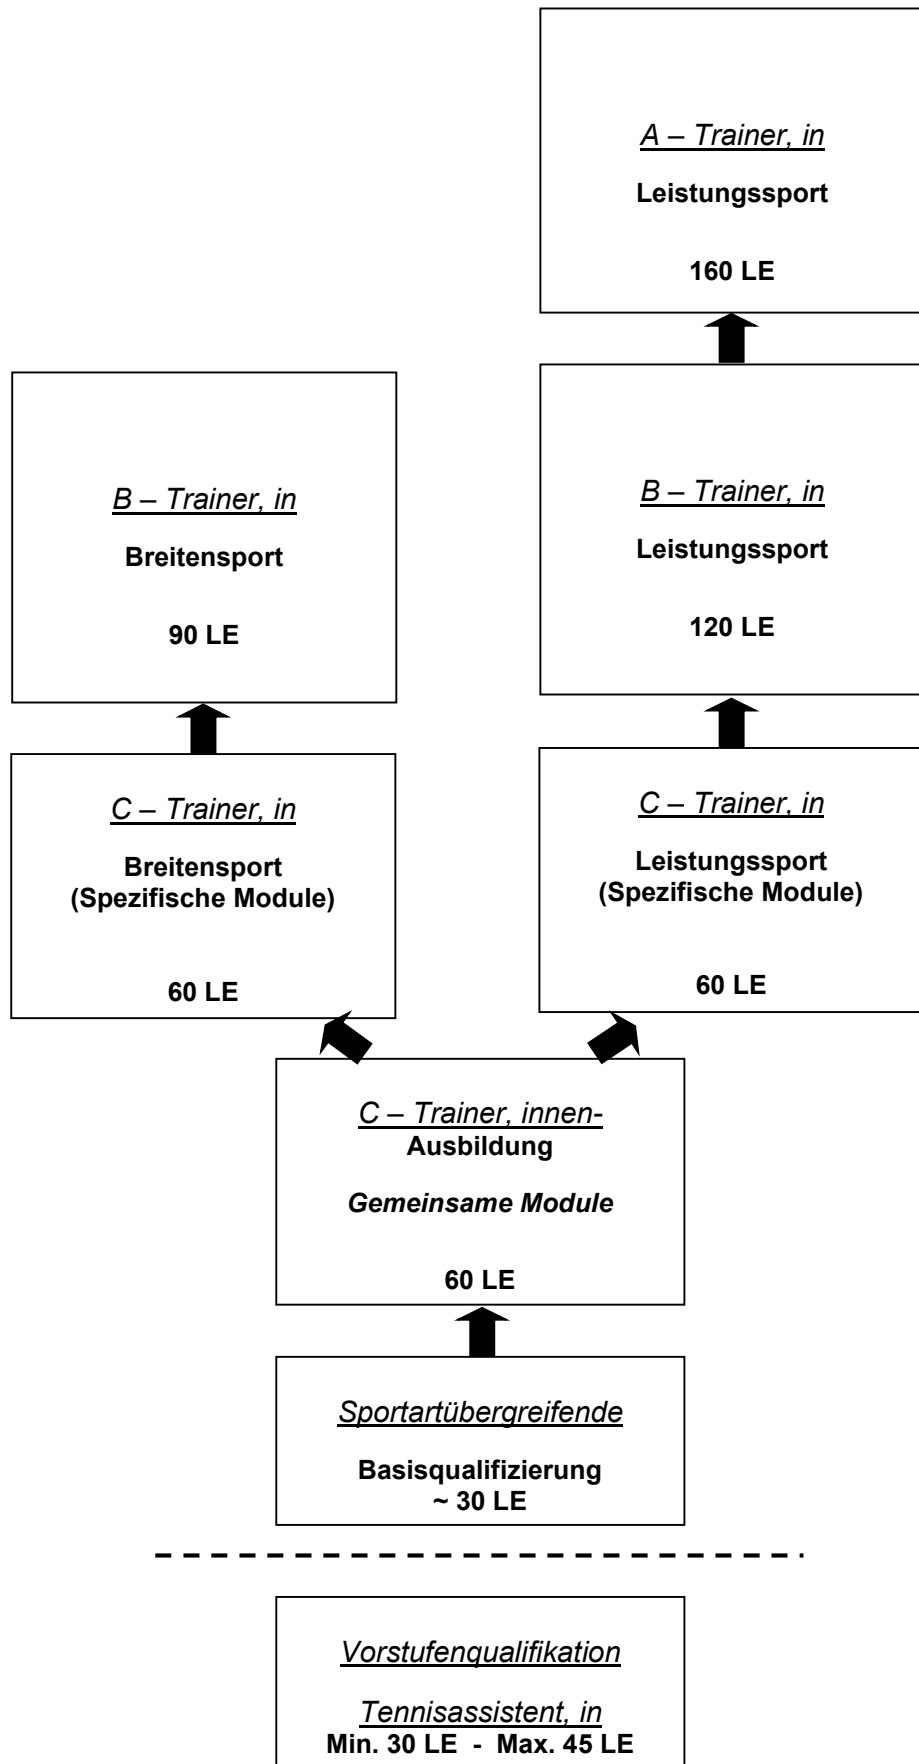 A – Trainer, in
Leistungssport
160 LE
B – Trainer, in
Breitensport
90 LE
B – Trainer, in
Leistungssport
120 LE
C – Trainer, in
Breitensport
(Spezifische Module)
60 LE
C – Trainer, in
Leistungssport
(Spezifische Module)
60 LE
C – Trainer, innen-
Ausbildung
Gemeinsame Module
60 LE
Sportartübergreifende
Basisqualifizierung
~ 30 LE
Vorstufenqualifikation
Tennisassistent, in
Min. 30 LE - Max. 45 LE